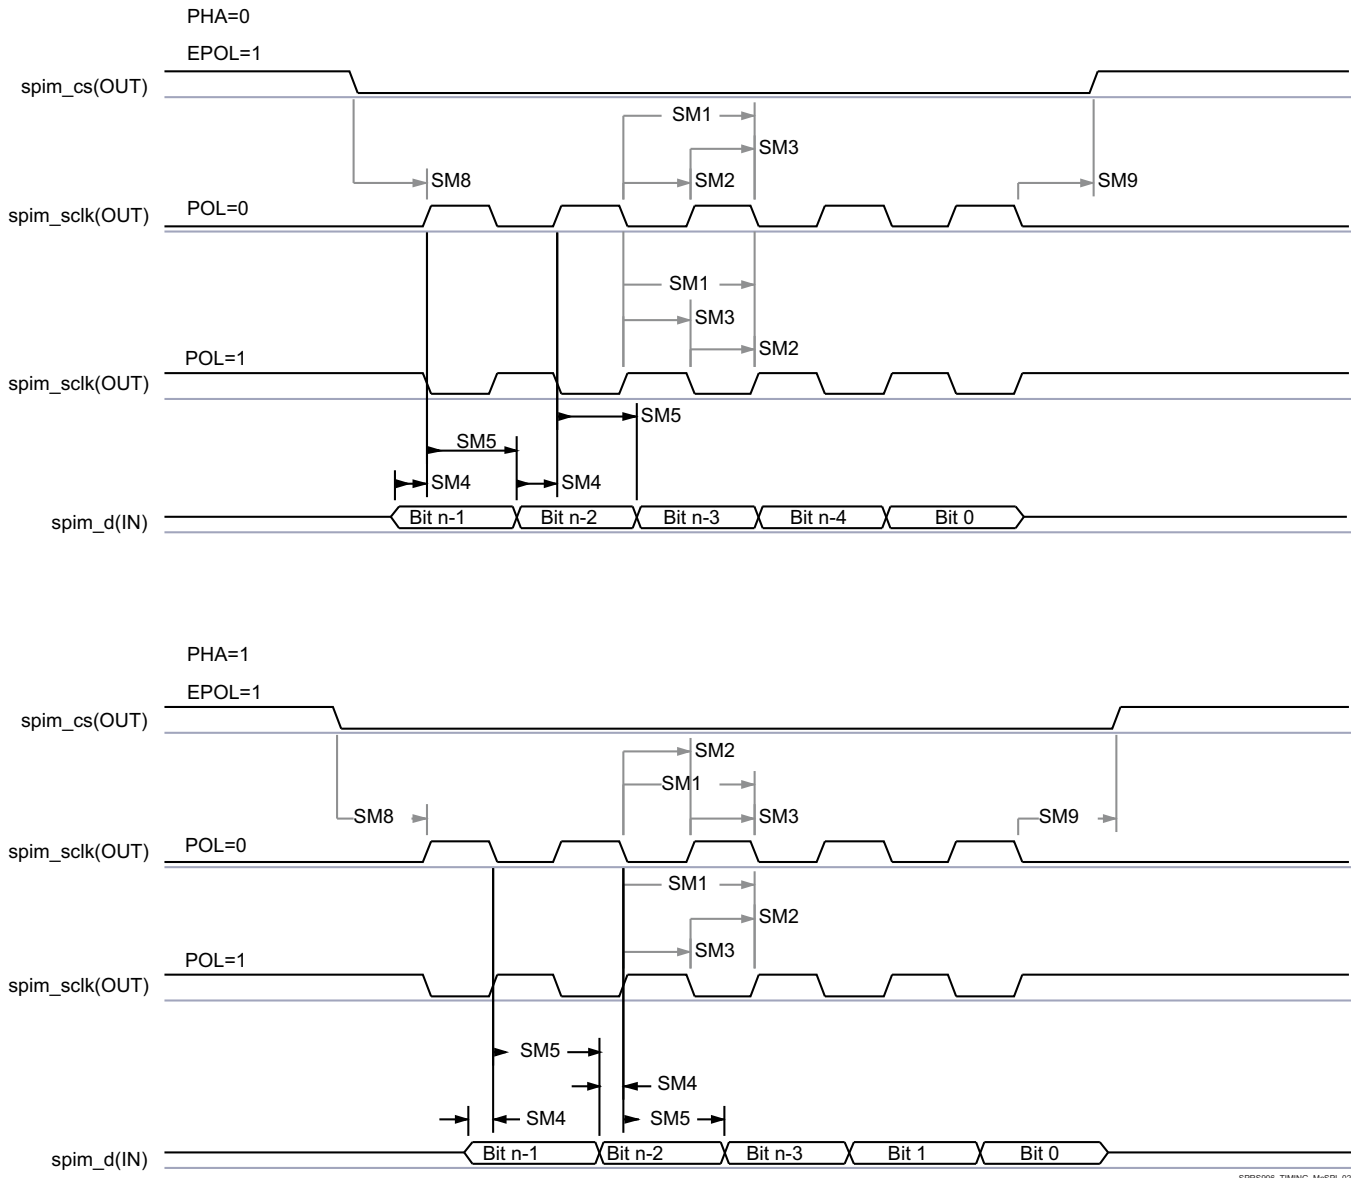 PHA=0
EPOL=1
spim_cs(OUT)
SM1
SM3
SM8
SM2
SM9
POL=0
spim_sclk(OUT)
SM1
SM3
SM2
POL=1
spim_sclk(OUT)
SM5
SM5
SM4
SM4
Bit n-1
Bit n-2
Bit n-3
Bit n-4
Bit 0
spim_d(IN)
PHA=1
EPOL=1
spim_cs(OUT)
SM2
SM1
SM8
SM3
SM9
POL=0
spim_sclk(OUT)
SM1
SM2
SM3
POL=1
spim_sclk(OUT)
SM5
SM4
SM4
SM5
Bit n-1
Bit n-2
Bit n-3
Bit 1
Bit 0
spim_d(IN)